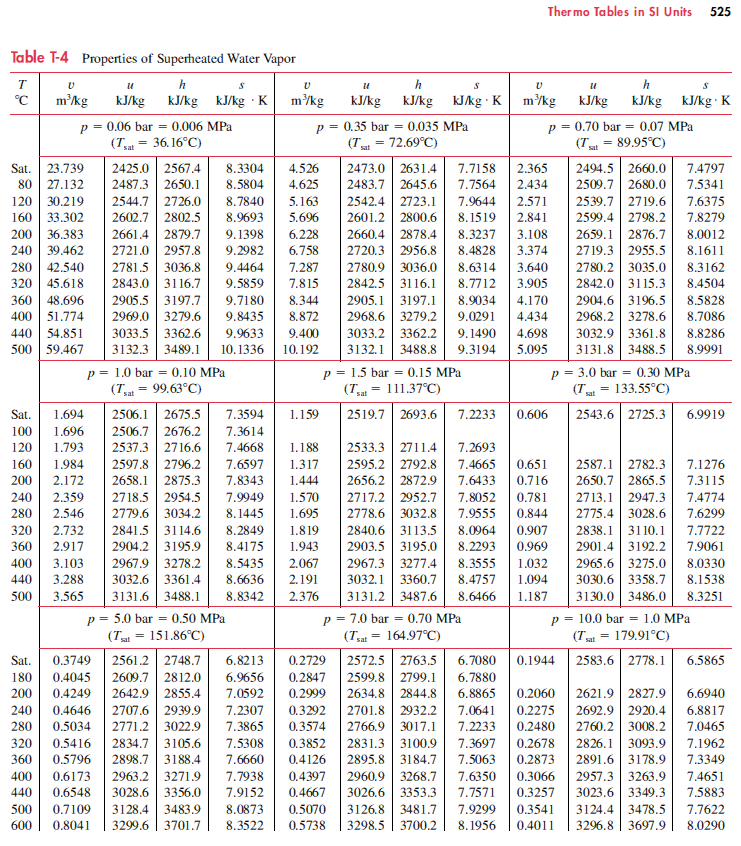 Thermo Tables in SI Units 525
Table T-4 Properties of Superheated Water Vapor
T v u h s v u h s v u h s
°C m³/kg kJ/kg kJ/kg kJ/kg · K m³/kg kJ/kg kJ/kg kJ/kg · K m³/kg kJ/kg kJ/kg kJ/kg · K
p = 0.06 bar = 0.006 MPa p = 0.35 bar = 0.035 MPa p = 0.70 bar = 0.07 MPa
(Tsat = 36.16°C) (Tsat = 72.69°C) (Tsat = 89.95°C)
Sat. 23.739 2425.0 2567.4 8.3304 4.526 2473.0 2631.4 7.7158 2.365 2494.5 2660.0 7.4797
80 27.132 2487.3 2650.1 8.5804 4.625 2483.7 2645.6 7.7564 2.434 2509.7 2680.0 7.5341
120 30.219 2544.7 2726.0 8.7840 5.163 2542.4 2723.1 7.9644 2.571 2539.7 2719.6 7.6375
160 33.302 2602.7 2802.5 8.9693 5.696 2601.2 2800.6 8.1519 2.841 2599.4 2798.2 7.8279
200 36.383 2661.4 2879.7 9.1398 6.228 2660.4 2878.4 8.3237 3.108 2659.1 2876.7 8.0012
240 39.462 2721.0 2957.8 9.2982 6.758 2720.3 2956.8 8.4828 3.374 2719.3 2955.5 8.1611
280 42.540 2781.5 3036.8 9.4464 7.287 2780.9 3036.0 8.6314 3.640 2780.2 3035.0 8.3162
320 45.618 2843.0 3116.7 9.5859 7.815 2842.5 3116.1 8.7712 3.905 2842.0 3115.3 8.4504
360 48.696 2905.5 3197.7 9.7180 8.344 2905.1 3197.1 8.9034 4.170 2904.6 3196.5 8.5828
400 51.774 2969.0 3279.6 9.8435 8.872 2968.6 3279.2 9.0291 4.434 2968.2 3278.6 8.7086
440 54.851 3033.5 3362.6 9.9633 9.400 3033.2 3362.2 9.1490 4.698 3032.9 3361.8 8.8286
500 59.467 3132.3 3489.1 10.1336 10.192 3132.1 3488.8 9.3194 5.095 3131.8 3488.5 8.9991
p = 1.0 bar = 0.10 MPa p = 1.5 bar = 0.15 MPa p = 3.0 bar = 0.30 MPa
(Tsat = 99.63°C) (Tsat = 111.37°C) (Tsat = 133.55°C)
Sat. 1.694 2506.1 2675.5 7.3594 1.159 2519.7 2693.6 7.2233 0.606 2543.6 2725.3 6.9919
100 1.696 2506.7 2676.2 7.3614
120 1.793 2537.3 2716.6 7.4668 1.188 2533.3 2711.4 7.2693
160 1.984 2597.8 2796.2 7.6597 1.317 2595.2 2792.8 7.4665 0.651 2587.1 2782.3 7.1276
200 2.172 2658.1 2875.3 7.8343 1.444 2656.2 2872.9 7.6433 0.716 2650.7 2865.5 7.3115
240 2.359 2718.5 2954.5 7.9949 1.570 2717.2 2952.7 7.8052 0.781 2713.1 2947.3 7.4774
280 2.546 2779.6 3034.2 8.1445 1.695 2778.6 3032.8 7.9555 0.844 2775.4 3028.6 7.6299
320 2.732 2841.5 3114.6 8.2849 1.819 2840.6 3113.5 8.0964 0.907 2838.1 3110.1 7.7722
360 2.917 2904.2 3195.9 8.4175 1.943 2903.5 3195.0 8.2293 0.969 2901.4 3192.2 7.9061
400 3.103 2967.9 3278.2 8.5435 2.067 2967.3 3277.4 8.3555 1.032 2965.6 3275.0 8.0330
440 3.288 3032.6 3361.4 8.6636 2.191 3032.1 3360.7 8.4757 1.094 3030.6 3358.7 8.1538
500 3.565 3131.6 3488.1 8.8342 2.376 3131.2 3487.6 8.6466 1.187 3130.0 3486.0 8.3251
p = 5.0 bar = 0.50 MPa p = 7.0 bar = 0.70 MPa p = 10.0 bar = 1.0 MPa
(Tsat = 151.86°C) (Tsat = 164.97°C) (Tsat = 179.91°C)
Sat. 0.3749 2561.2 2748.7 6.8213 0.2729 2572.5 2763.5 6.7080 0.1944 2583.6 2778.1 6.5865
180 0.4045 2609.7 2812.0 6.9656 0.2847 2599.8 2799.1 6.7880
200 0.4249 2642.9 2855.4 7.0592 0.2999 2634.8 2844.8 6.8865 0.2060 2621.9 2827.9 6.6940
240 0.4646 2707.6 2939.9 7.2307 0.3292 2701.8 2932.2 7.0641 0.2275 2692.9 2920.4 6.8817
280 0.5034 2771.2 3022.9 7.3865 0.3574 2766.9 3017.1 7.2233 0.2480 2760.2 3008.2 7.0465
320 0.5416 2834.7 3105.6 7.5308 0.3852 2831.3 3100.9 7.3697 0.2678 2826.1 3093.9 7.1962
360 0.5796 2898.7 3188.4 7.6660 0.4126 2895.8 3184.7 7.5063 0.2873 2891.6 3178.9 7.3349
400 0.6173 2963.2 3271.9 7.7938 0.4397 2960.9 3268.7 7.6350 0.3066 2957.3 3263.9 7.4651
440 0.6548 3028.6 3356.0 7.9152 0.4667 3026.6 3353.3 7.7571 0.3257 3023.6 3349.3 7.5883
500 0.7109 3128.4 3483.9 8.0873 0.5070 3126.8 3481.7 7.9299 0.3541 3124.4 3478.5 7.7622
600 0.8041 3299.6 3701.7 8.3522 0.5738 3298.5 3700.2 8.1956 0.4011 3296.8 3697.9 8.0290